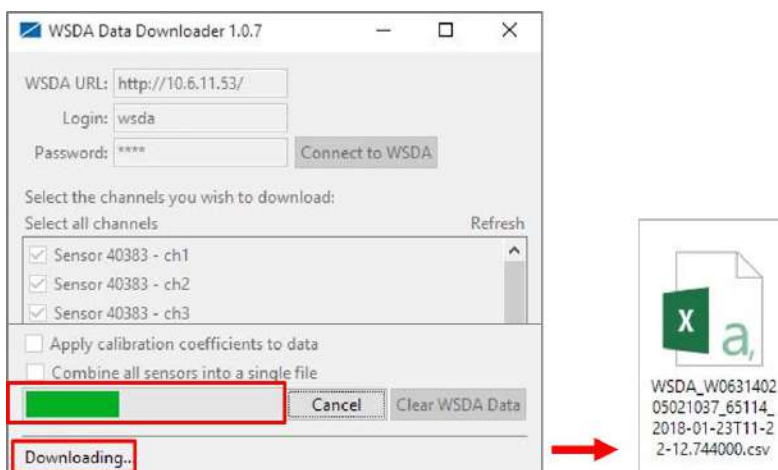 WSDA Data Downloader 1.0.7
WSDA URL: http://10.6.11.53/
Login: wsda
Password: **** Connect to WSDA
Select the channels you wish to download:
Select all channels Refresh
Sensor 40383 - ch1
Sensor 40383 - ch2
Sensor 40383 - ch3
Apply calibration coefficients to data
Combine all sensors into a single file
Cancel Clear WSDA Data
Downloading...
X a,
WSDA_W0631402
05021037_65114_
2018-01-23T11-2
2-12.744000.csv